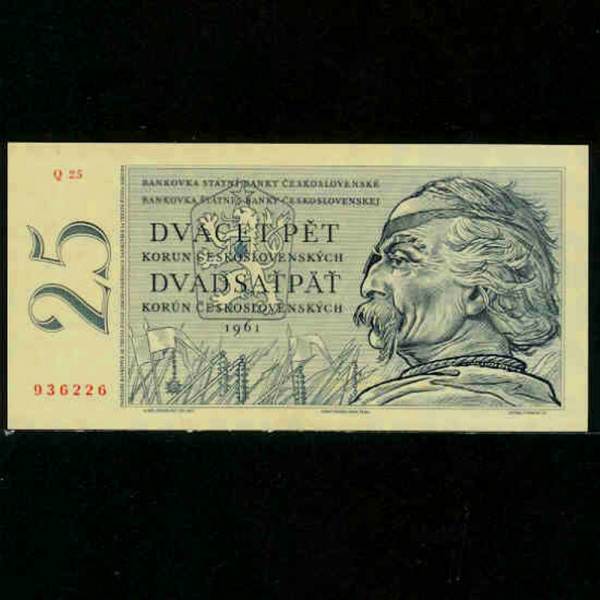 Q 25
25
936226
BANKOVKA STÁTNÍ BANKY ČESKOSLOVENSKÉ
BANKOVKA ŠTÁTNEJ BANKY ČESKOSLOVENSKEJ
DVACET PĚT
KORUN ČESKOSLOVENSKÝCH
DVADSAŤPÄŤ
KORÚN ČESKOSLOVENSKÝCH
1961